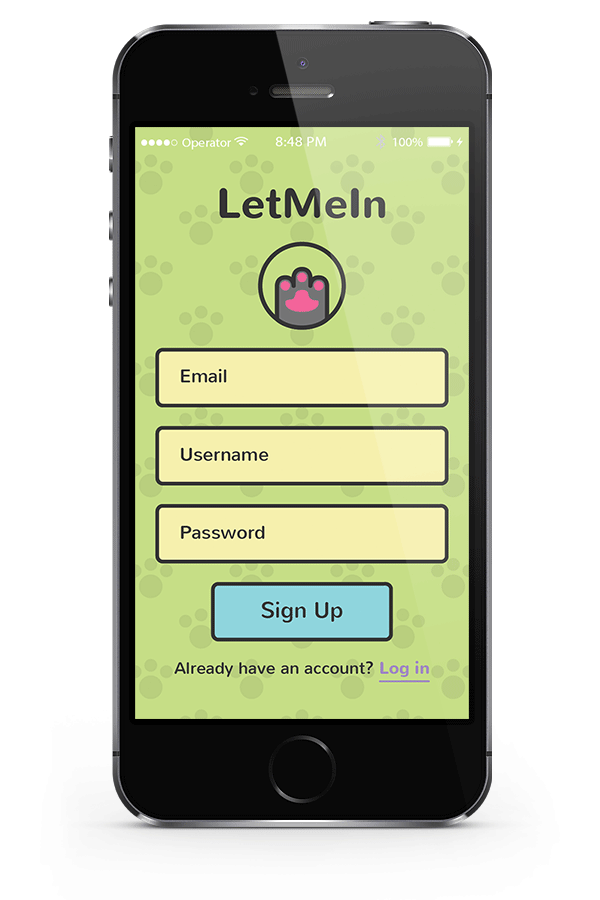 Operator 8:48 PM 100%
LetMeIn
Email
Username
Password
Sign Up
Already have an account? Log in